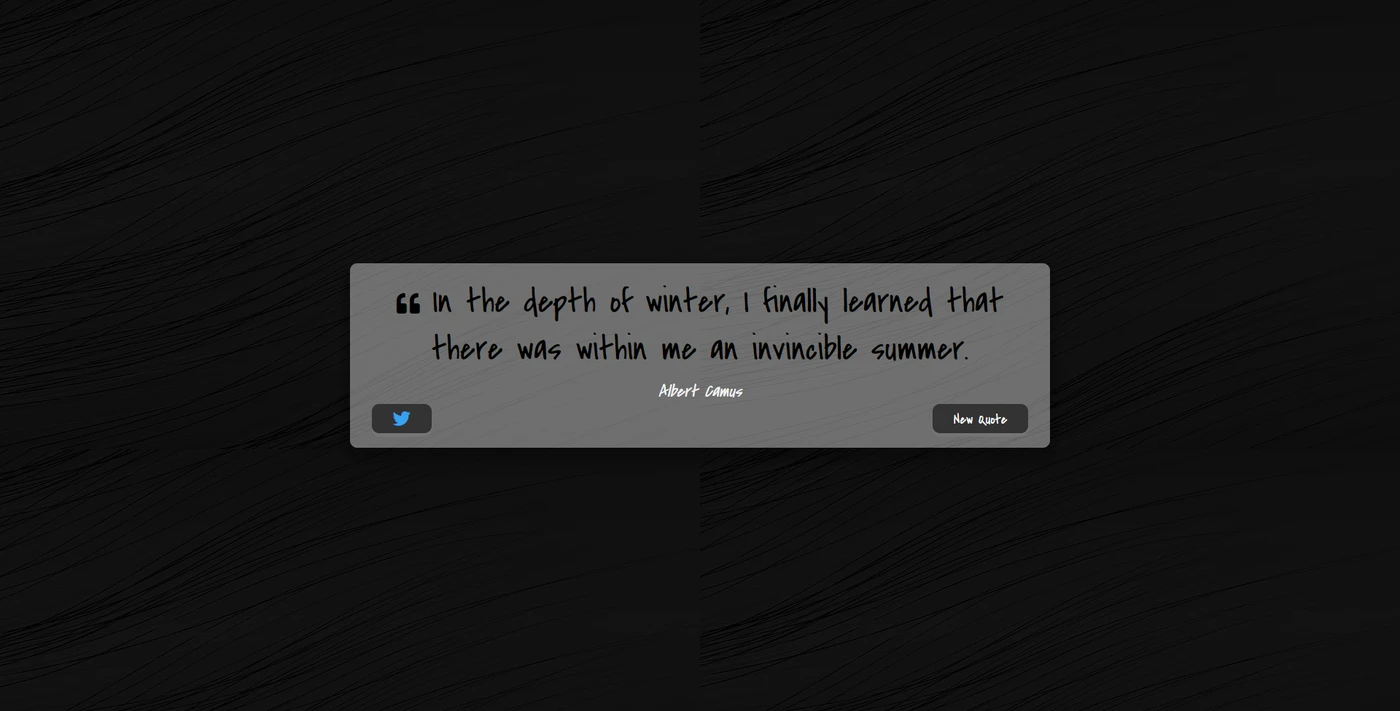 ❝ In the depth of winter, I finally learned that
there was within me an invincible summer.
Albert Camus
New Quote